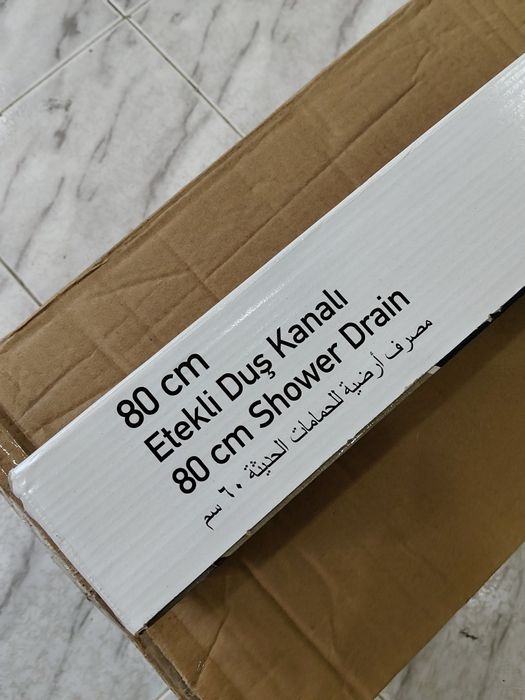 80 cm
Etekli Duş Kanalı
80 cm Shower Drain
مصرف أرضية للحمامات الحديثة ٦٠ سم